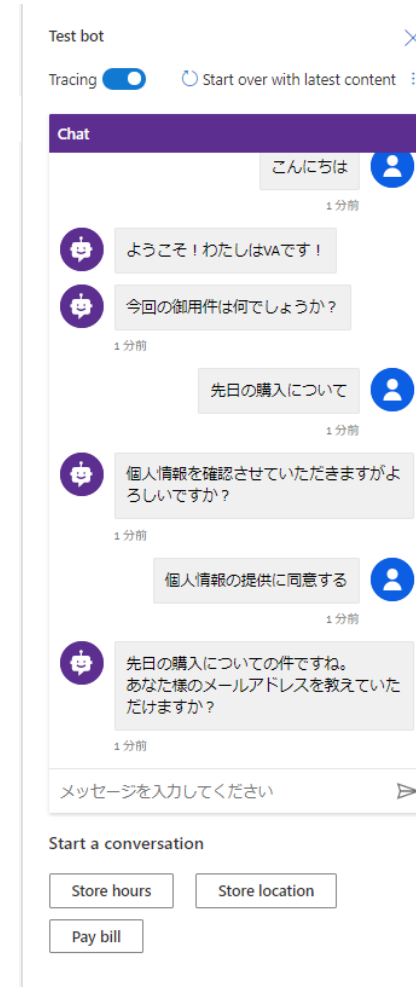 Test bot
Tracing
Start over with latest content
Chat
こんにちは
1 分前
ようこそ！わたしはVAです！
今回の御用件は何でしょうか？
1 分前
先日の購入について
1 分前
個人情報を確認させていただきますがよ
ろしいですか？
1 分前
個人情報の提供に同意する
1 分前
先日の購入についての件ですね。
あなた様のメールアドレスを教えていた
だけますか？
1 分前
メッセージを入力してください
Start a conversation
Store hours
Store location
Pay bill